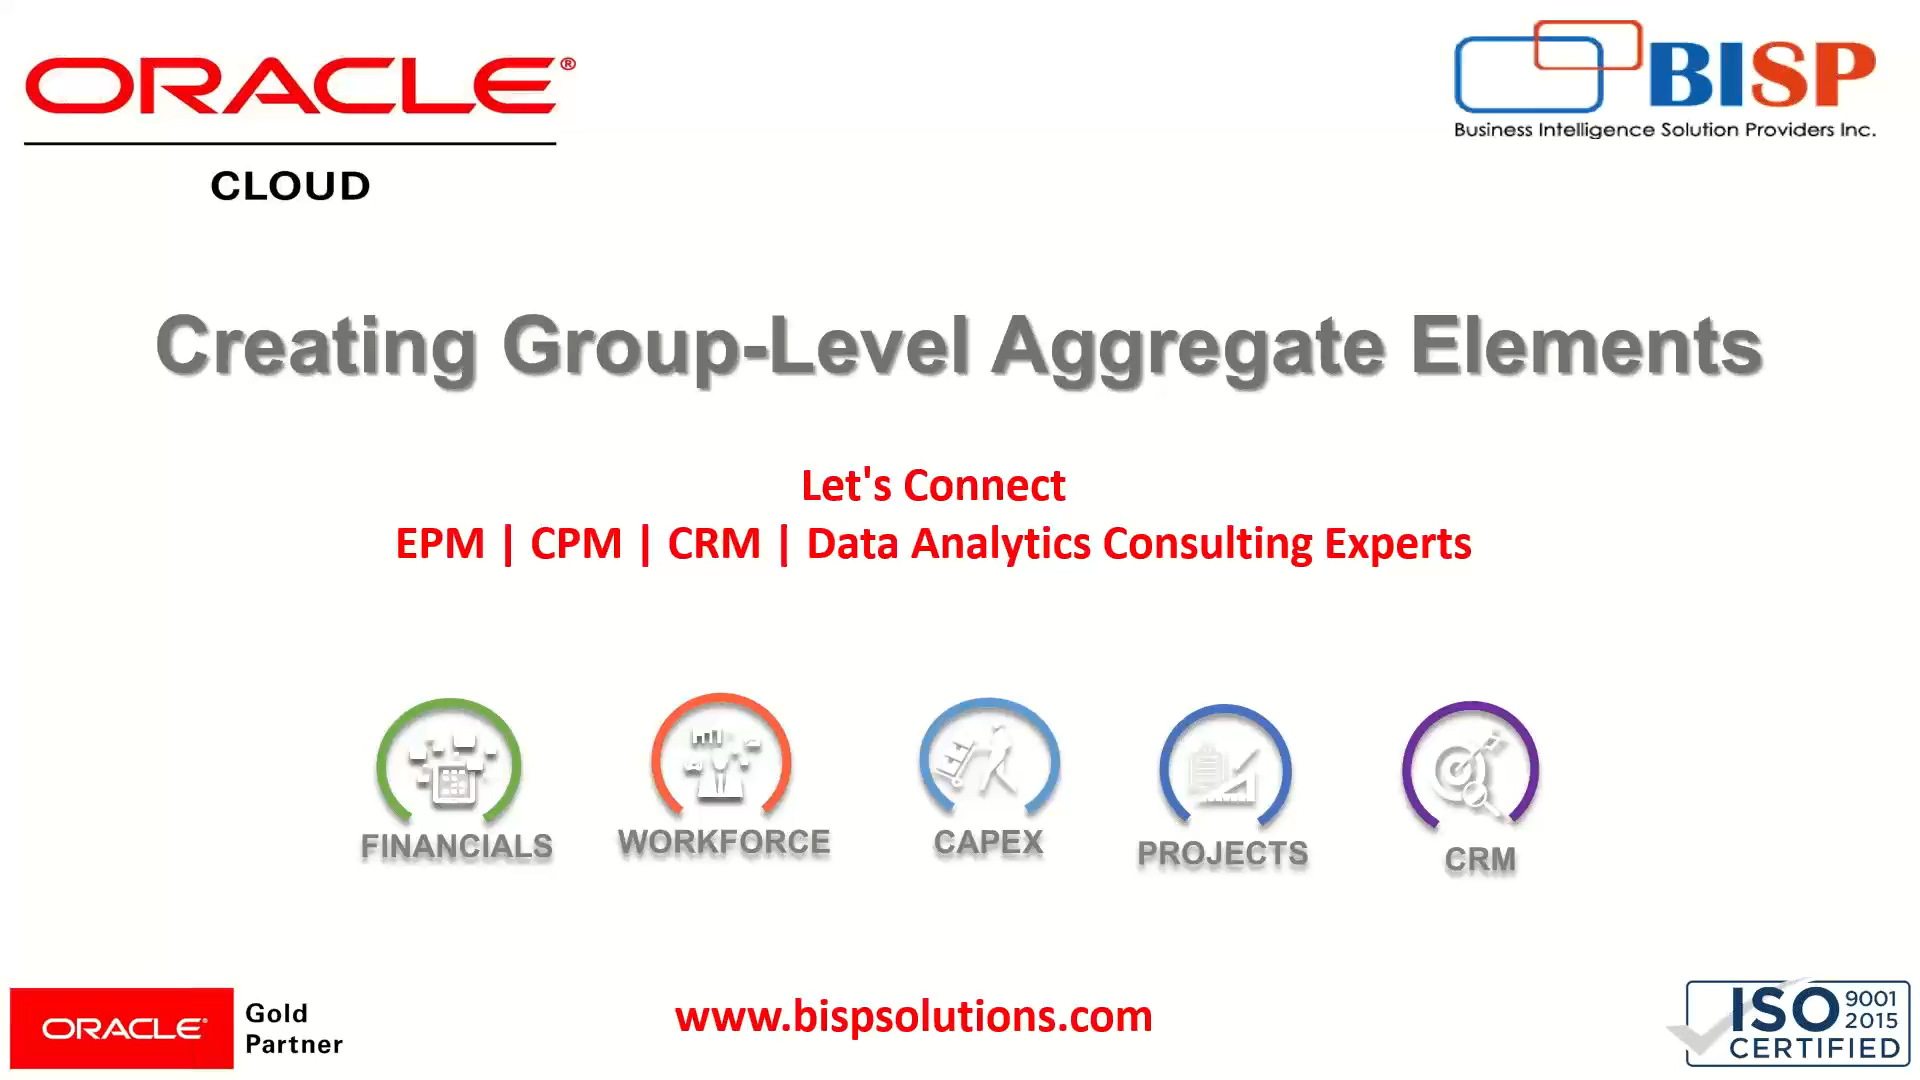 ORACLE®
CLOUD
BISP
Business Intelligence Solution Providers Inc.
Creating Group-Level Aggregate Elements
Let's Connect
EPM | CPM | CRM | Data Analytics Consulting Experts
FINANCIALS
WORKFORCE
CAPEX
PROJECTS
CRM
ORACLE®
Gold
Partner
www.bispsolutions.com
ISO 9001
2015
CERTIFIED